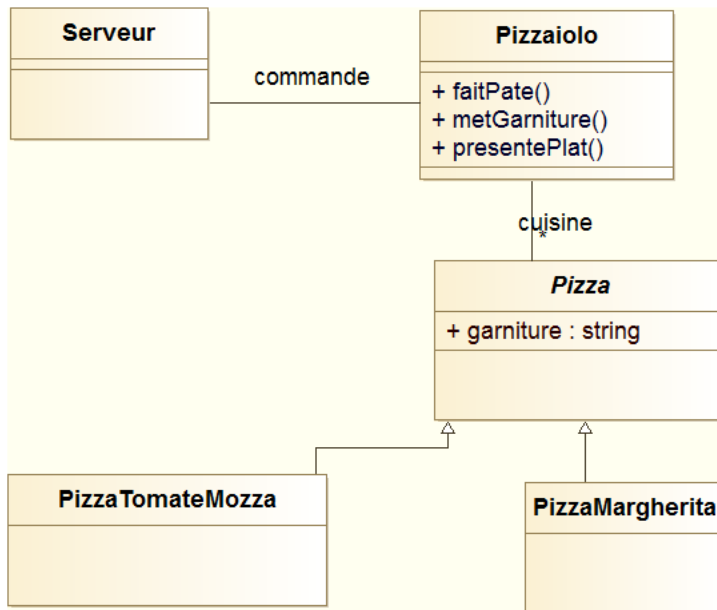 Serveur
Pizzaiolo
commande
+ faitPate()
+ metGarniture()
+ presentePlat()
cuisine
*
Pizza
+ garniture : string
PizzaTomateMozza
PizzaMargherita